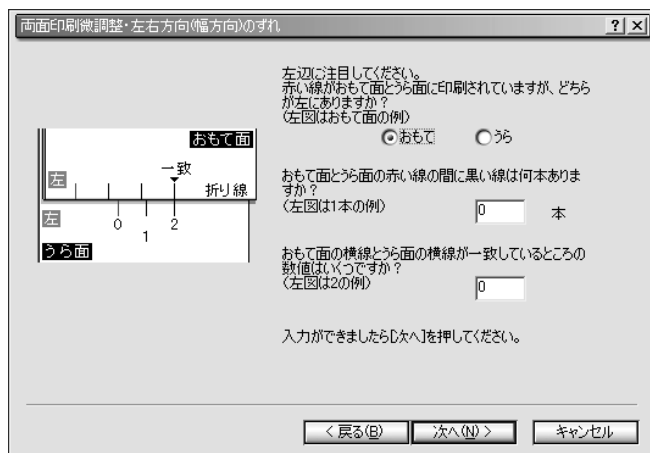 両面印刷微調整・左右方向(幅方向)のずれ
左辺に注目してください。
赤い線がおもて面とうら面に印刷されていますが、どちら
が左にありますか？
(左図はおもて面の例)
おもて
うら
おもて面
一致
左
折り線
左
0
1
2
うら面
おもて面とうら面の赤い線の間に黒い線は何本ありま
すか？
(左図は1本の例)
0
本
おもて面の横線とうら面の横線が一致しているところの
数値はいくつですか？
(左図は2の例)
0
入力ができましたら[次へ]を押してください。
< 戻る(B)
次へ(N) >
キャンセル